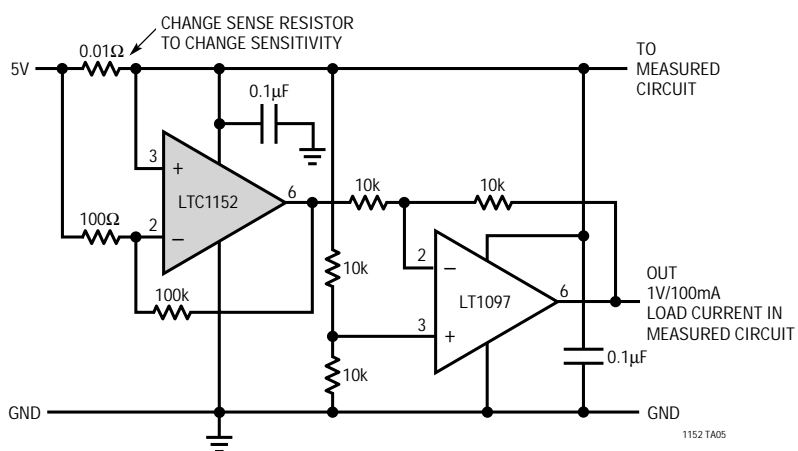 CHANGE SENSE RESISTOR
TO CHANGE SENSITIVITY
0.01Ω
5V
TO
MEASURED
CIRCUIT
0.1µF
3
+
LTC1152
6
10k
10k
100Ω
2
−
2
−
10k
100k
LT1097
6
OUT
1V/100mA
LOAD CURRENT IN
MEASURED CIRCUIT
3
+
10k
0.1µF
GND
GND
1152 TA05